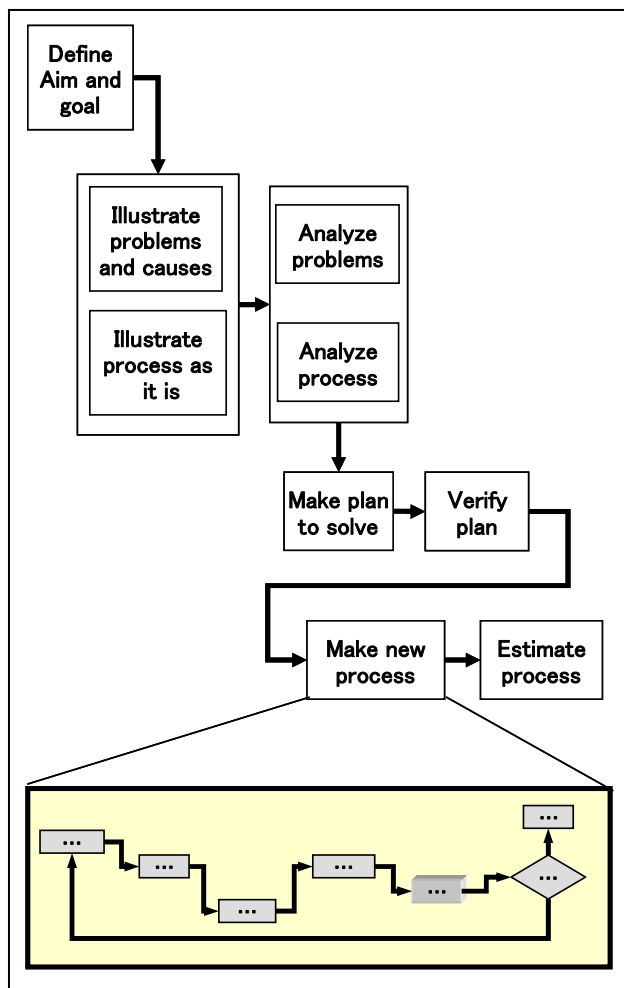 Define
Aim and
goal
Illustrate
problems
and causes
Illustrate
process as
it is
Analyze
problems
Analyze
process
Make plan
to solve
Verify
plan
Make new
process
Estimate
process
...
...
...
...
...
...
...